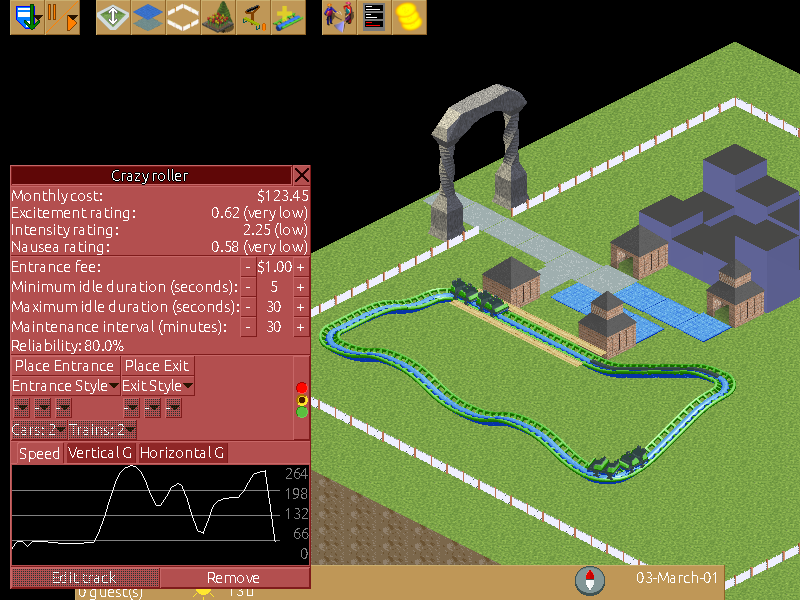 Crazy roller
Monthly cost: $123.45
Excitement rating: 0.62 (very low)
Intensity rating: 2.25 (low)
Nausea rating: 0.58 (very low)
Entrance fee: - $1.00 +
Minimum idle duration (seconds): - 5 +
Maximum idle duration (seconds): - 30 +
Maintenance interval (minutes): - 30 +
Reliability: 80.0%
Place Entrance Place Exit
Entrance Style Exit Style
Cars: 2 Trains: 2
Speed Vertical G Horizontal G
264
198
132
66
0
Edit track Remove
0 guest(s) 03-March-01